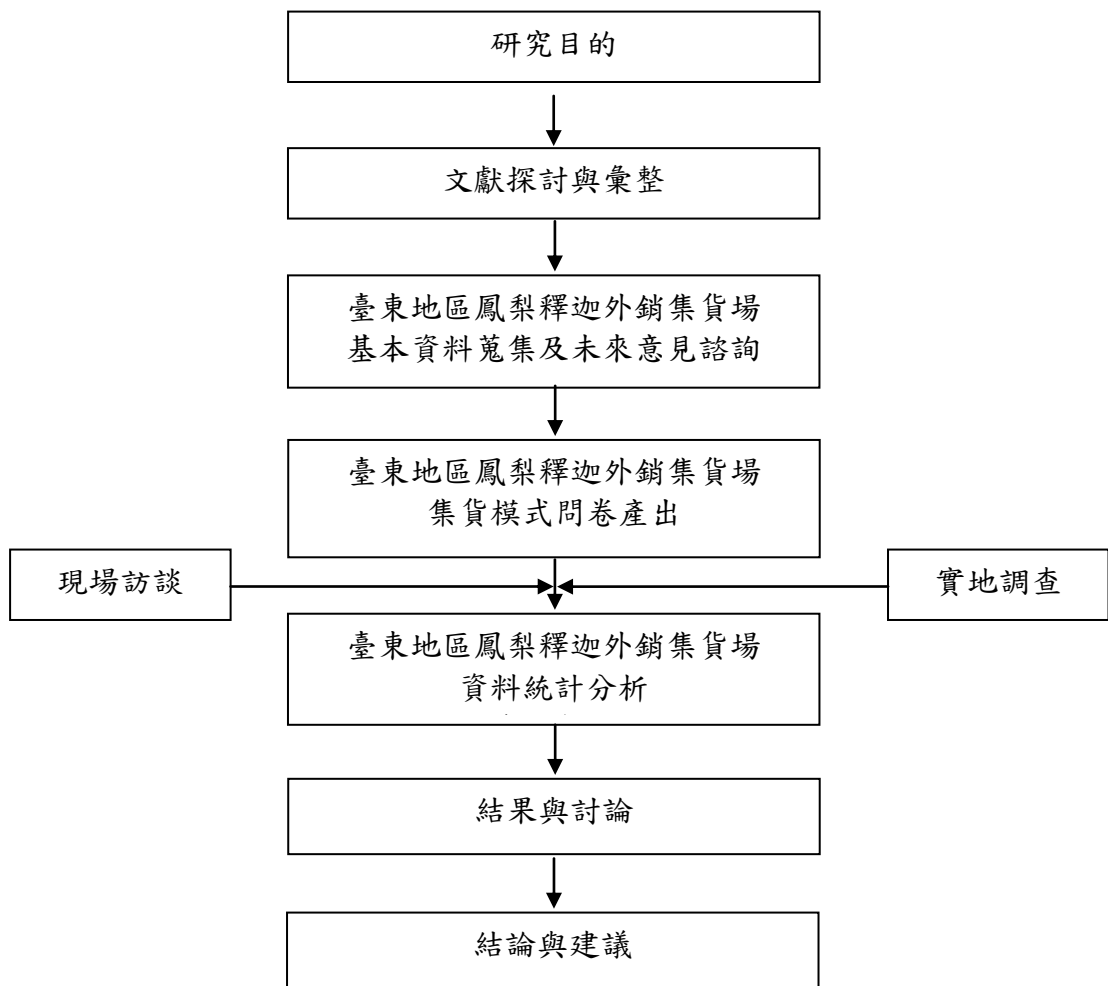 研究目的
文獻探討與彙整
臺東地區鳳梨釋迦外銷集貨場
基本資料蒐集及未來意見諮詢
臺東地區鳳梨釋迦外銷集貨場
集貨模式問卷產出
現場訪談
實地調查
臺東地區鳳梨釋迦外銷集貨場
資料統計分析
結果與討論
結論與建議